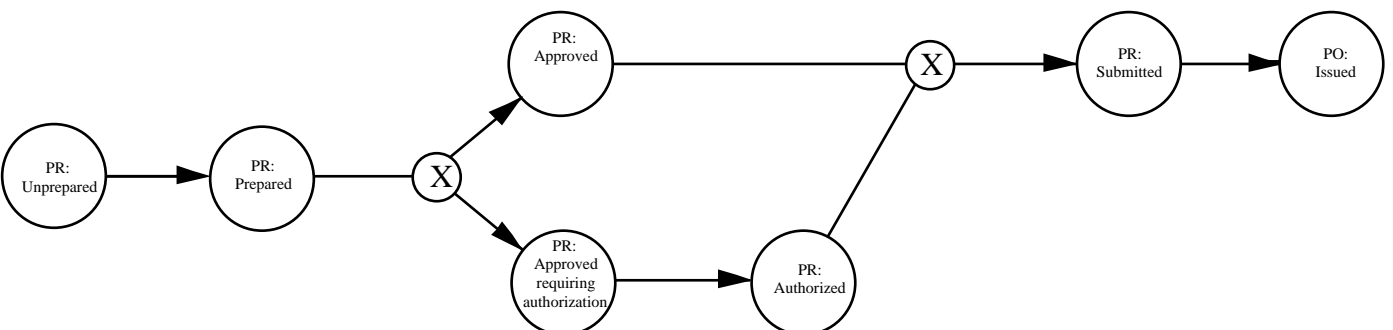 PR:
Unprepared
PR:
Prepared
X
PR:
Approved
PR:
Approved
requiring
authorization
PR:
Authorized
X
PR:
Submitted
PO:
Issued